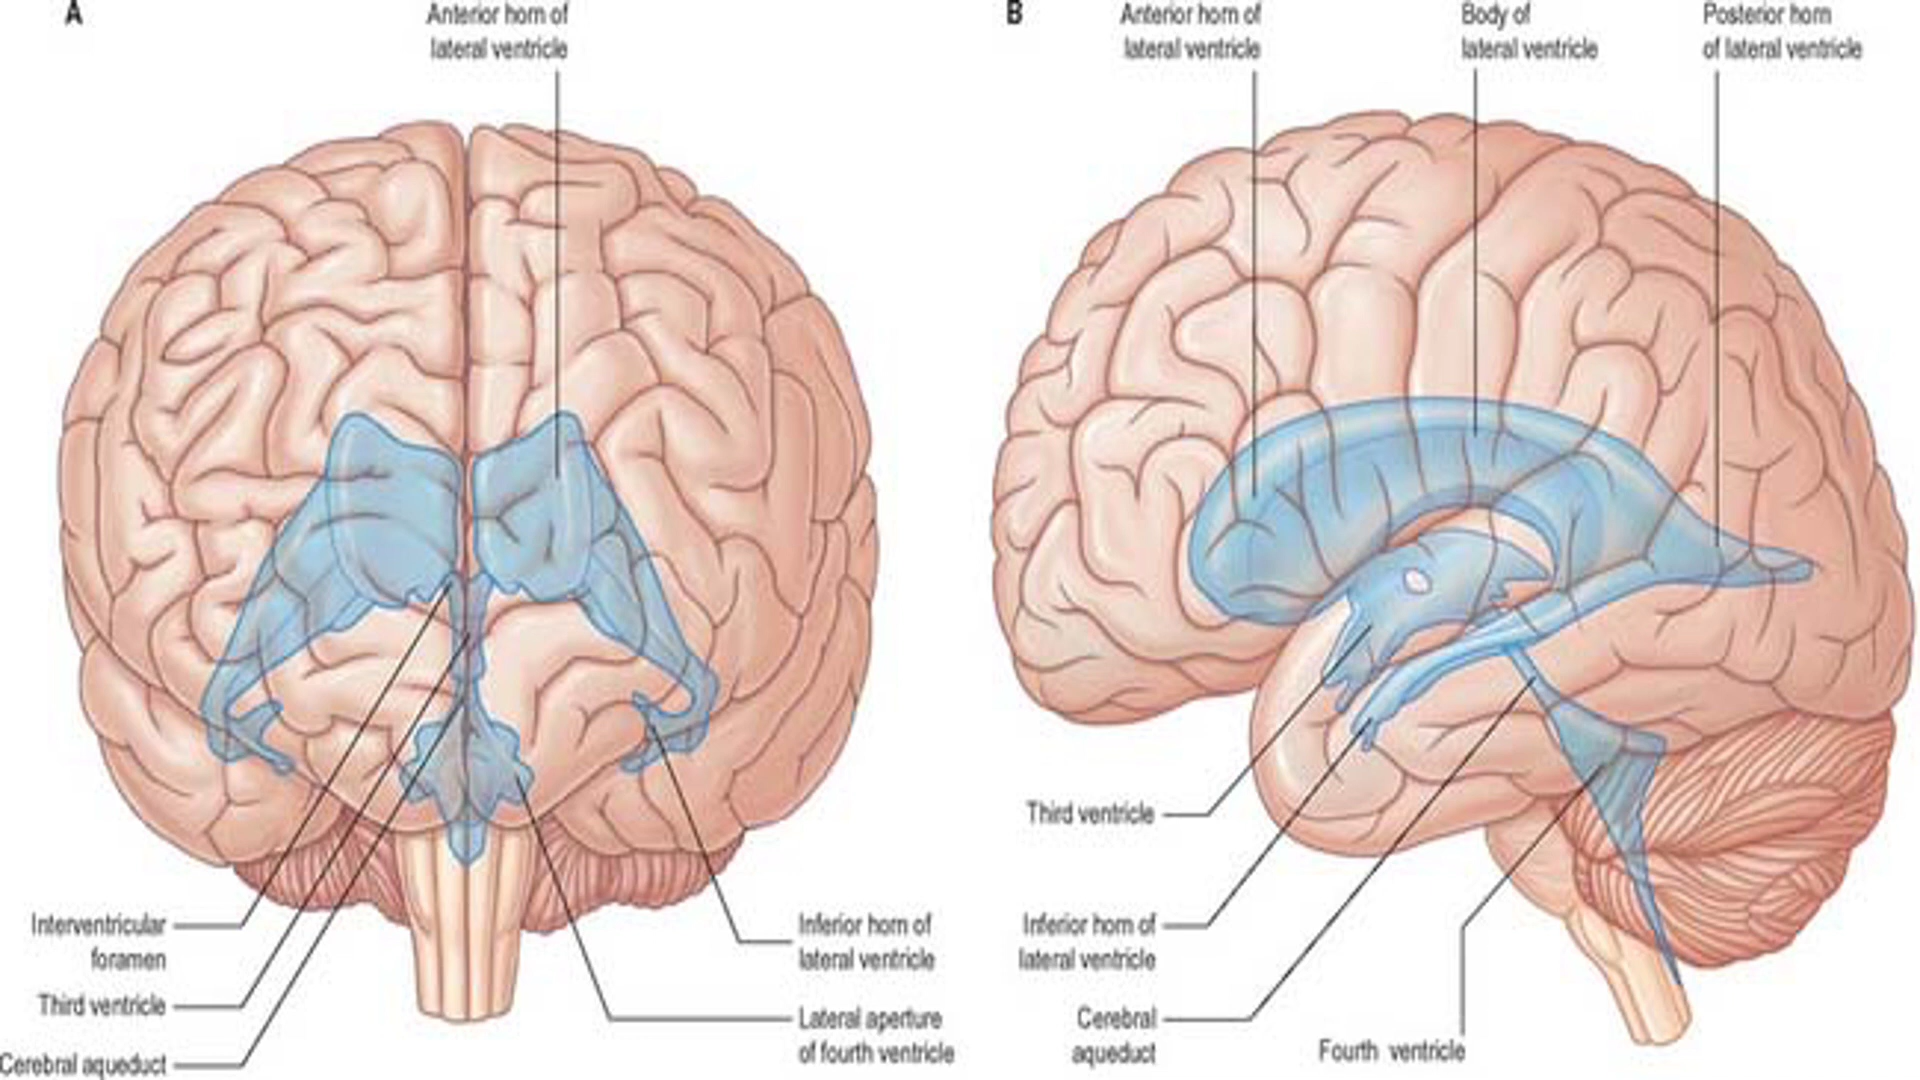 A
Anterior horn of
lateral ventricle
Interventricular
foramen
Third ventricle
Cerebral aqueduct
Inferior horn of
lateral ventricle
Lateral aperture
of fourth ventricle
B
Anterior horn of
lateral ventricle
Body of
lateral ventricle
Posterior horn
of lateral ventricle
Third ventricle
Inferior horn of
lateral ventricle
Cerebral
aqueduct
Fourth ventricle